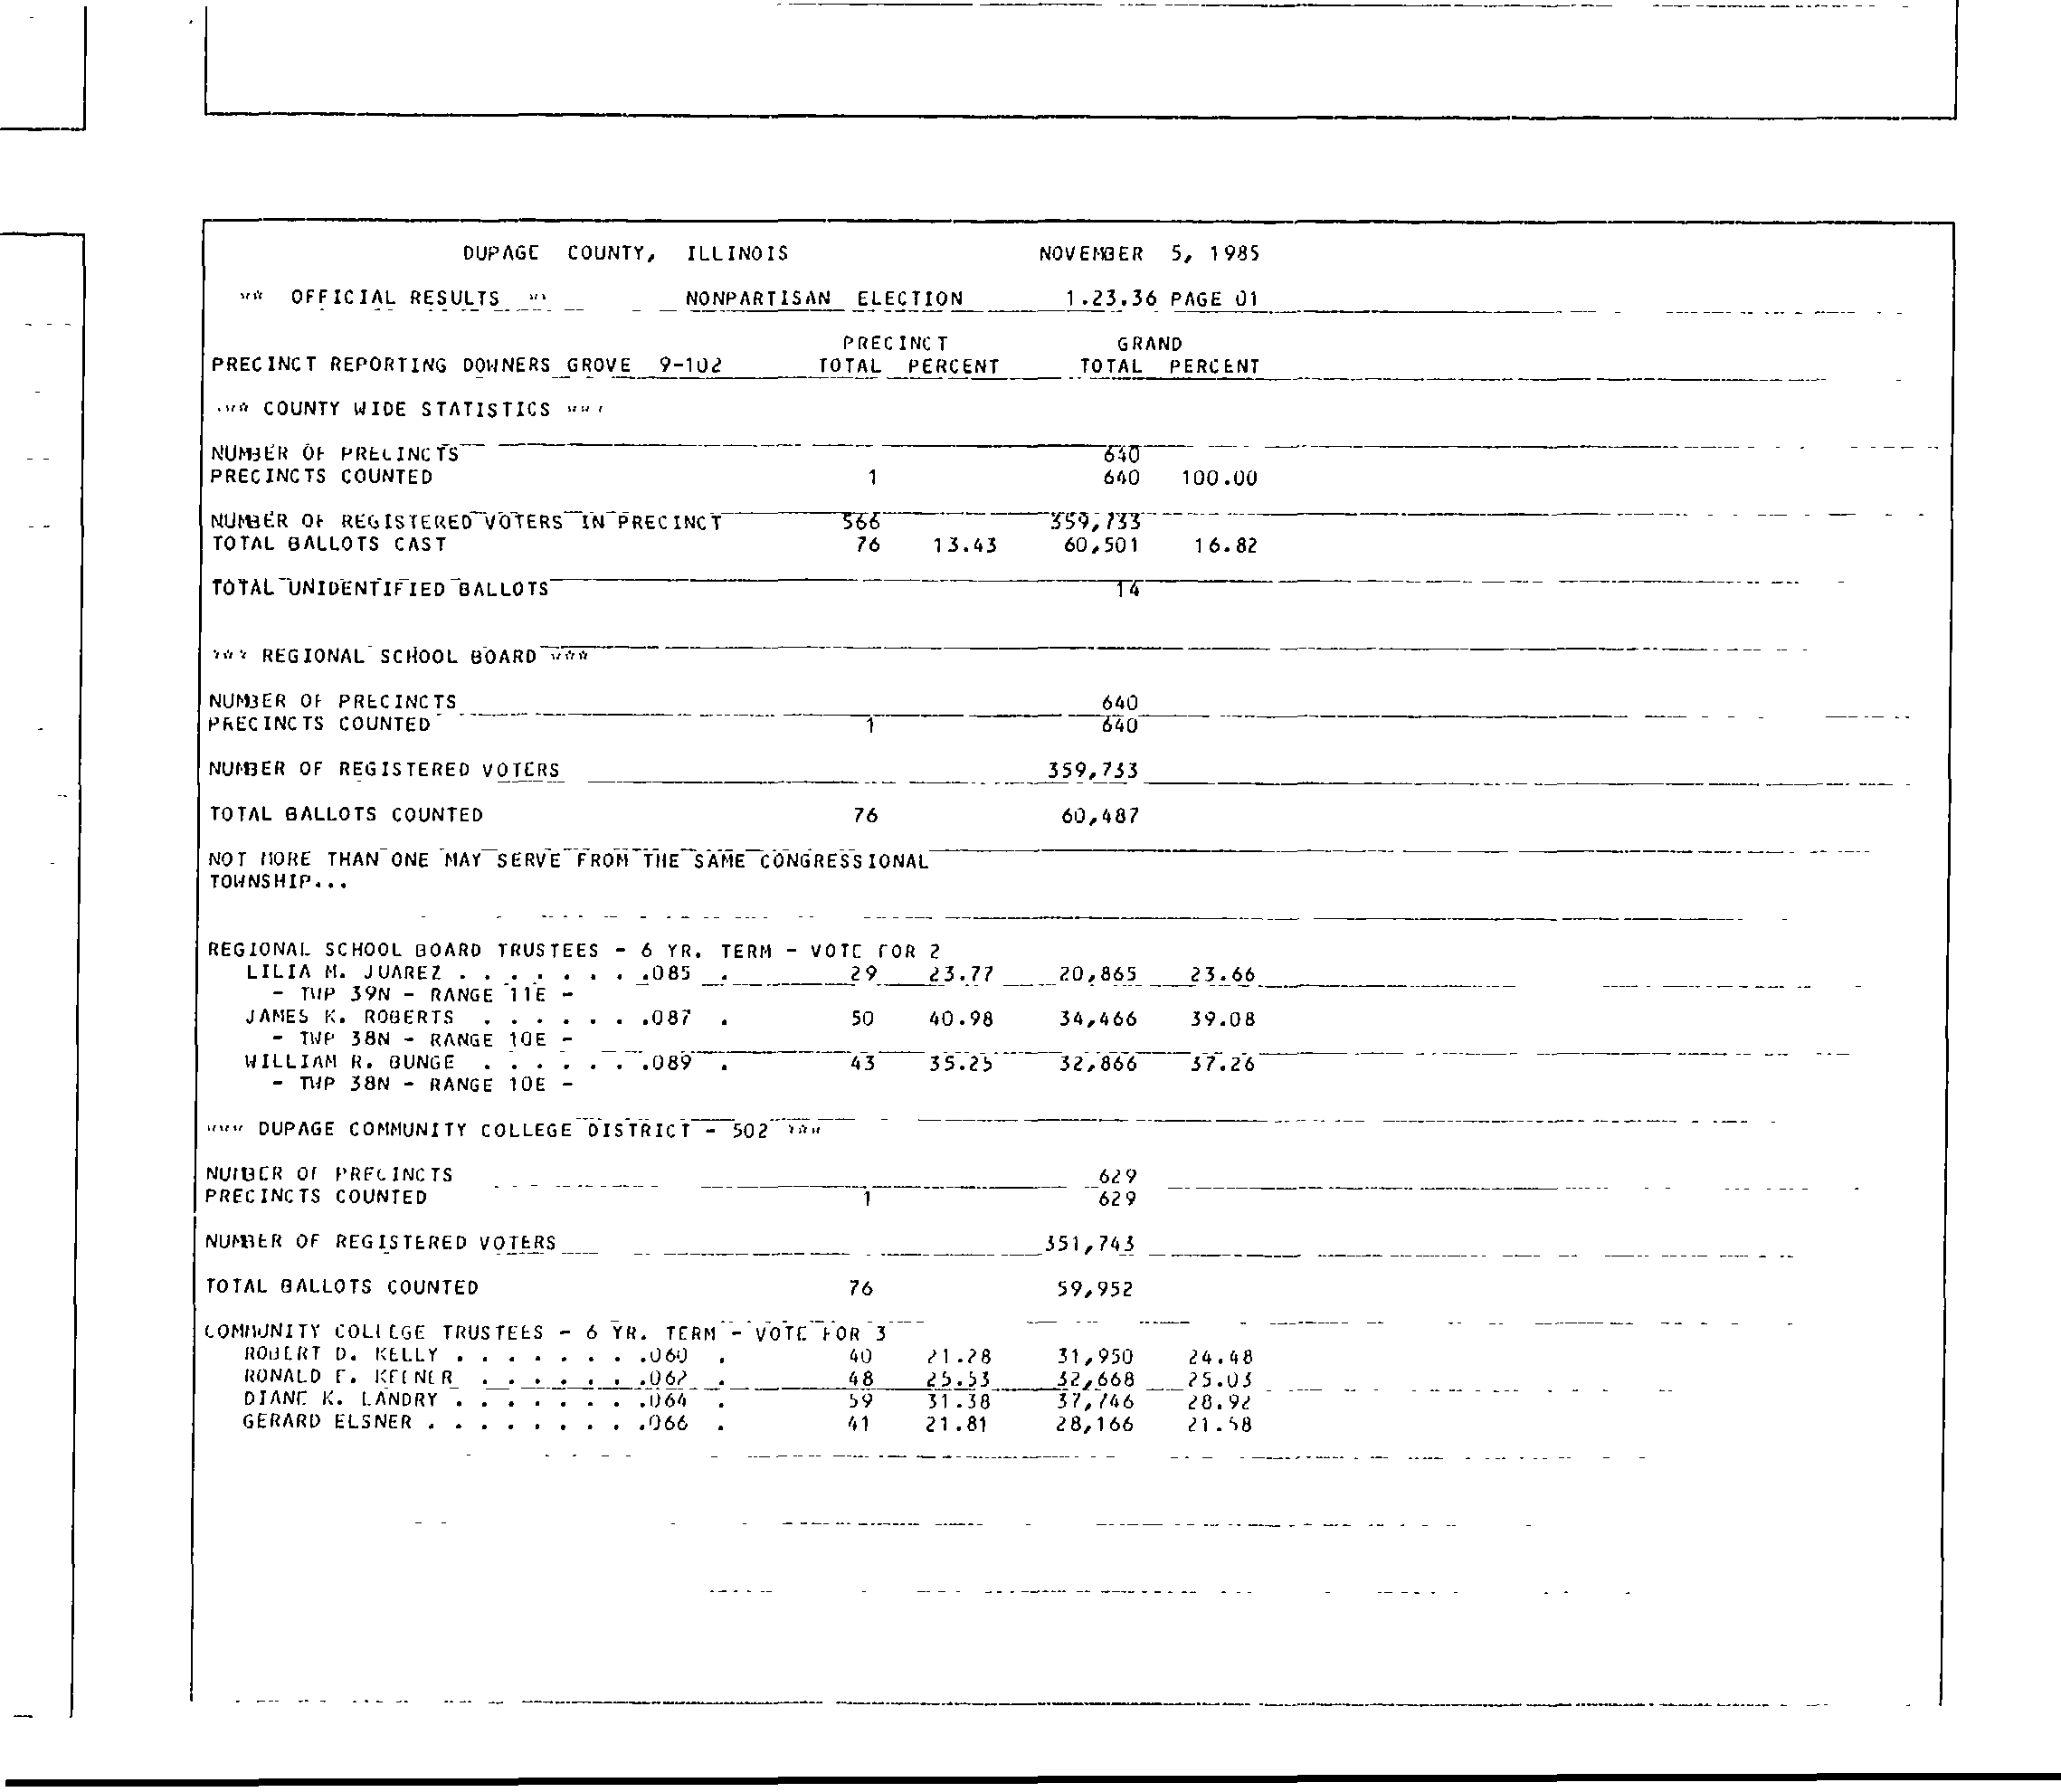 DUPAGE COUNTY, ILLINOIS NOVEMBER 5, 1985
** OFFICIAL RESULTS ** NONPARTISAN ELECTION 1.23.36 PAGE 01
PRECINCT GRAND
PRECINCT REPORTING DOWNERS GROVE 9-102 TOTAL PERCENT TOTAL PERCENT
*** COUNTY WIDE STATISTICS ***
NUMBER OF PRECINCTS 640
PRECINCTS COUNTED 1 640 100.00
NUMBER OF REGISTERED VOTERS IN PRECINCT 566 359,733
TOTAL BALLOTS CAST 76 13.43 60,501 16.82
TOTAL UNIDENTIFIED BALLOTS 14
*** REGIONAL SCHOOL BOARD ***
NUMBER OF PRECINCTS 640
PRECINCTS COUNTED 1 640
NUMBER OF REGISTERED VOTERS 359,733
TOTAL BALLOTS COUNTED 76 60,487
NOT MORE THAN ONE MAY SERVE FROM THE SAME CONGRESSIONAL
TOWNSHIP...
REGIONAL SCHOOL BOARD TRUSTEES - 6 YR. TERM - VOTE FOR 2
LILIA M. JUAREZ . . . . . . . .085 . 29 23.77 20,865 23.66
- TWP 39N - RANGE 11E -
JAMES K. ROBERTS . . . . . . .087 . 50 40.98 34,466 39.08
- TWP 38N - RANGE 10E -
WILLIAM R. BUNGE . . . . . . .089 . 43 35.25 32,866 37.26
- TWP 38N - RANGE 10E -
*** DUPAGE COMMUNITY COLLEGE DISTRICT - 502 ***
NUMBER OF PRECINCTS 629
PRECINCTS COUNTED 1 629
NUMBER OF REGISTERED VOTERS 351,743
TOTAL BALLOTS COUNTED 76 59,952
COMMUNITY COLLEGE TRUSTEES - 6 YR. TERM - VOTE FOR 3
ROBERT D. KELLY . . . . . . . .060 . 40 21.28 31,950 24.48
RONALD E. KEENER . . . . . . .062 . 48 25.53 32,668 25.03
DIANE K. LANDRY . . . . . . . .064 . 59 31.38 37,746 28.92
GERARD ELSNER . . . . . . . . .066 . 41 21.81 28,166 21.58